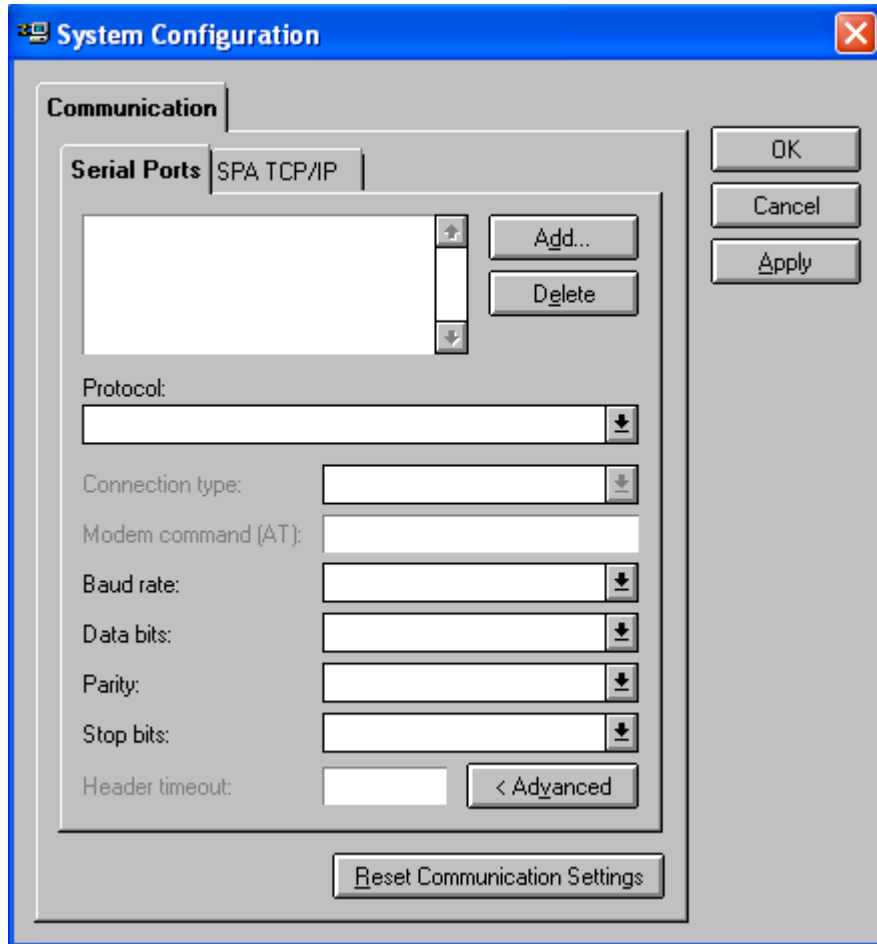 System Configuration
Communication
Serial Ports
SPA TCP/IP
Add...
Delete
Protocol:
Connection type:
Modem command (AT):
Baud rate:
Data bits:
Parity:
Stop bits:
Header timeout:
< Advanced
Reset Communication Settings
OK
Cancel
Apply